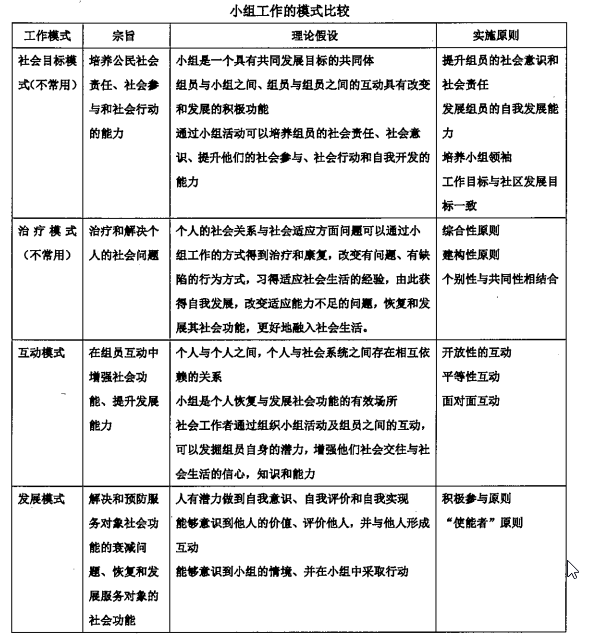 小组工作的模式比较
工作模式
宗旨
理论假设
实施原则
社会目标模
式(不常用)
培养公民社会
责任、社会参
与和社会行动
的能力
小组是一个具有共同发展目标的共同体
组员与小组之间、组员与组员之间的互动具有改变
和发展的积极功能
通过小组活动可以培养组员的社会责任、社会意
识、提升他们的社会参与、社会行动和自我开发的
能力
提升组员的社会意识和
社会责任
发展组员的自我发展能
力
培养小组领袖
工作目标与社区发展目
标一致
治疗模式
（不常用）
治疗和解决个
人的社会问题
个人的社会关系与社会适应方面问题可以通过小
组工作的方式得到治疗和康复，改变有问题、有缺
陷的行为方式，习得适应社会生活的经验，由此获
得自我发展，改变适应能力不足的问题，恢复和发
展其社会功能，更好地融入社会生活。
综合性原则
建构性原则
个别性与共同性相结合
互动模式
在组员互动中
增强社会功
能、提升发展
能力
个人与个人之间，个人与社会系统之间存在相互依
赖的关系
小组是个人恢复与发展社会功能的有效场所
社会工作者通过组织小组活动及组员之间的互动，
可以发掘组员自身的潜力，增强他们社会交往与社
会生活的信心，知识和能力
开放性的互动
平等性互动
面对面互动
发展模式
解决和预防服
务对象社会功
能的衰减问
题、恢复和发
展服务对象的
社会功能
人有潜力做到自我意识、自我评价和自我实现
能够意识到他人的价值、评价他人，并与他人形成
互动
能够意识到小组的情境、并在小组中采取行动
积极参与原则
“使能者”原则